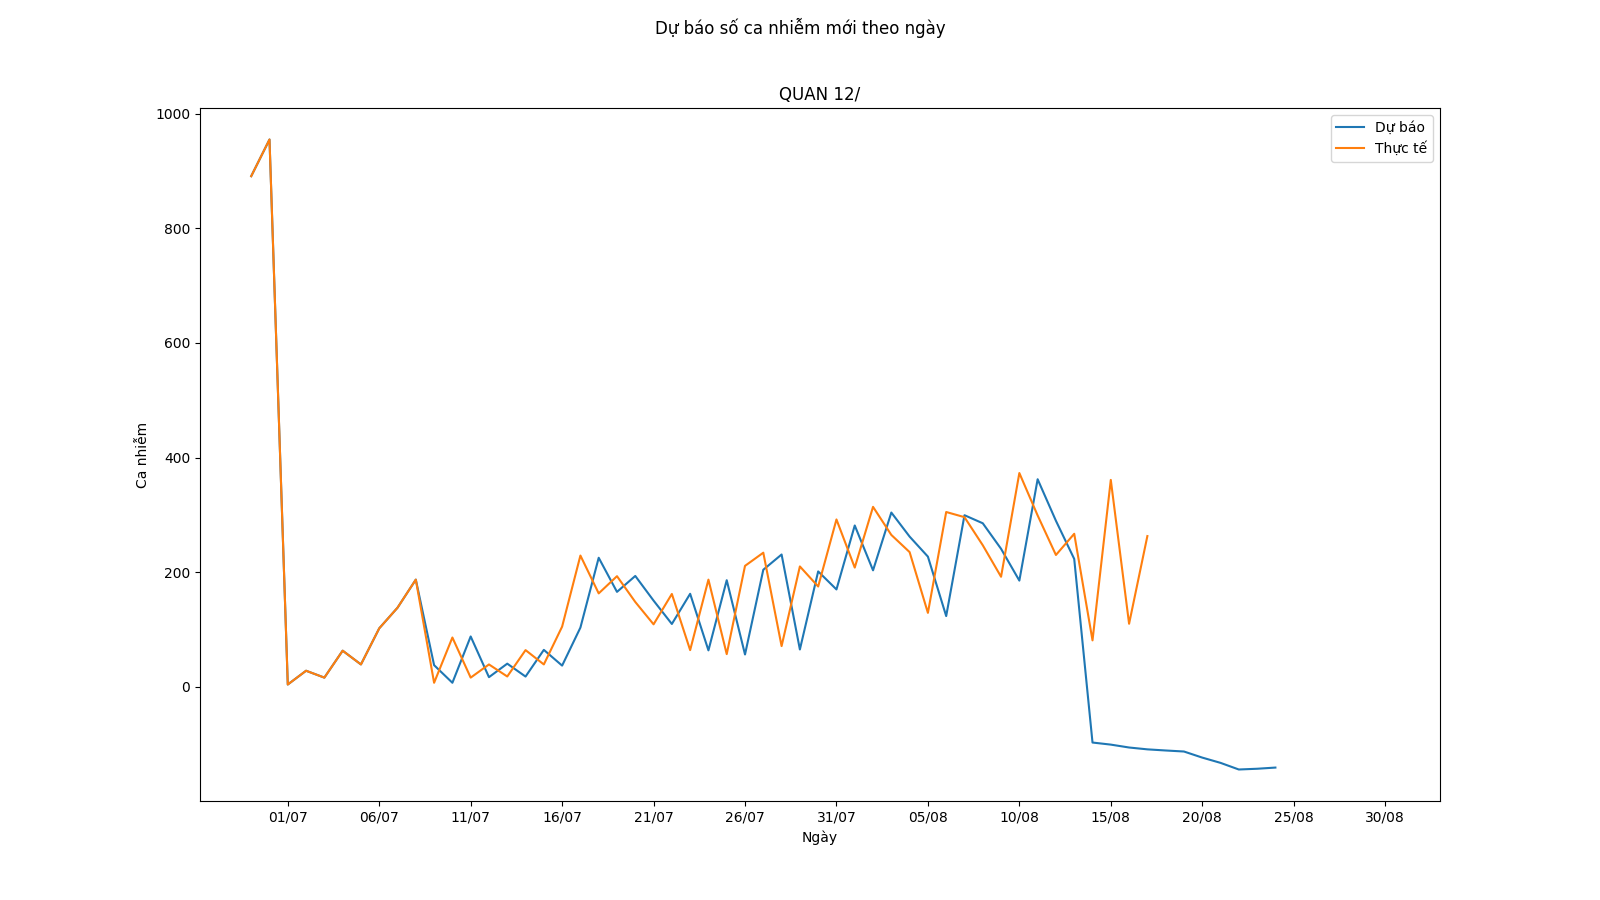 Dự báo số ca nhiễm mới theo ngày
QUAN 12/
Dự báo
Thực tế
1000
800
600
400
200
0
Ca nhiễm
01/07 06/07 11/07 16/07 21/07 26/07 31/07 05/08 10/08 15/08 20/08 25/08 30/08
Ngày